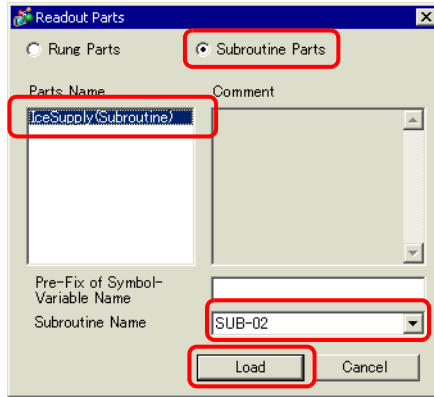 Readout Parts
Rung Parts Subroutine Parts
Parts Name Comment
IceSupply(Subroutine)
Pre-Fix of Symbol-
Variable Name
Subroutine Name SUB-02
Load Cancel